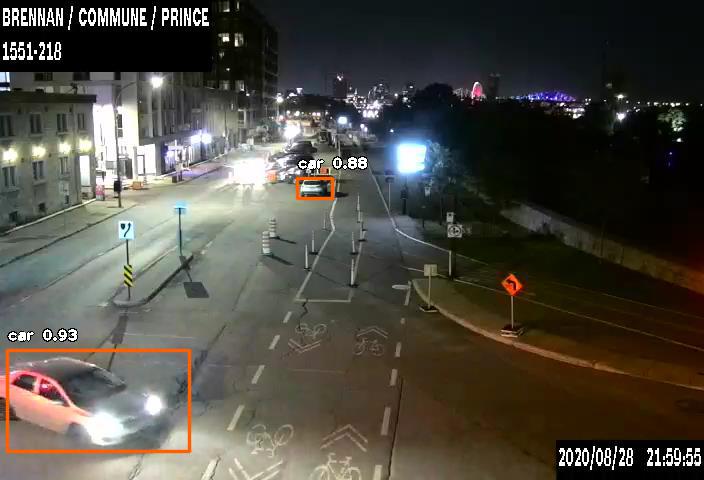 BRENNAN / COMMUNE / PRINCE
1551-218
car 0.88
car 0.93
2020/08/28 21:59:55